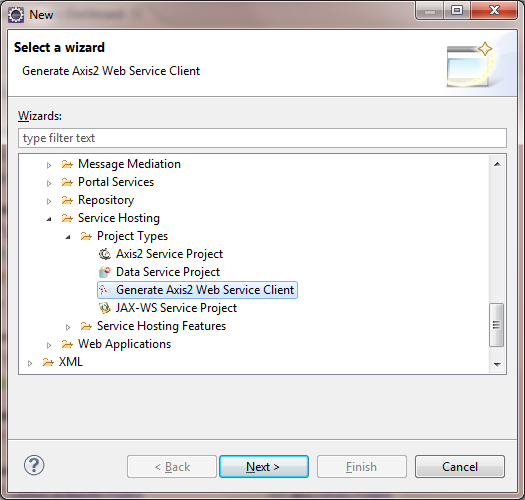 New
Select a wizard
Generate Axis2 Web Service Client
Wizards:
type filter text
Message Mediation
Portal Services
Repository
Service Hosting
Project Types
Axis2 Service Project
Data Service Project
Generate Axis2 Web Service Client
JAX-WS Service Project
Service Hosting Features
Web Applications
XML
? < Back Next > Finish Cancel